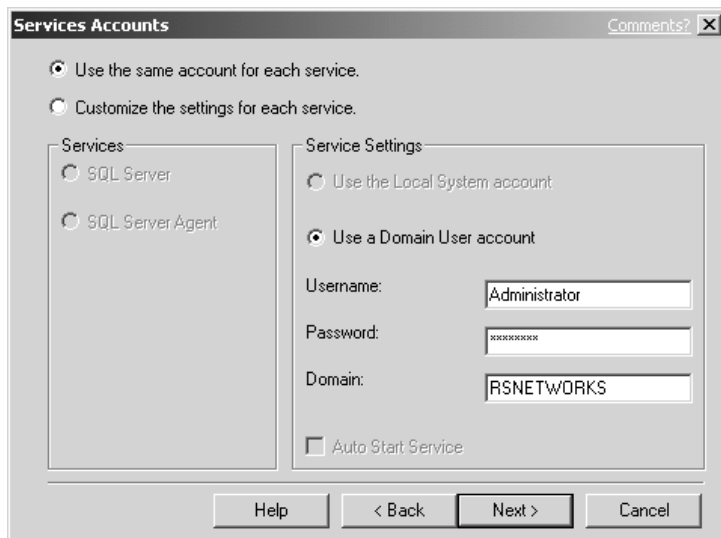 Services Accounts Comments? X
Use the same account for each service.
Customize the settings for each service.
Services
SQL Server
SQL Server Agent
Service Settings
Use the Local System account
Use a Domain User account
Username: Administrator
Password: ********
Domain: RSNETWORKS
Auto Start Service
Help < Back Next > Cancel